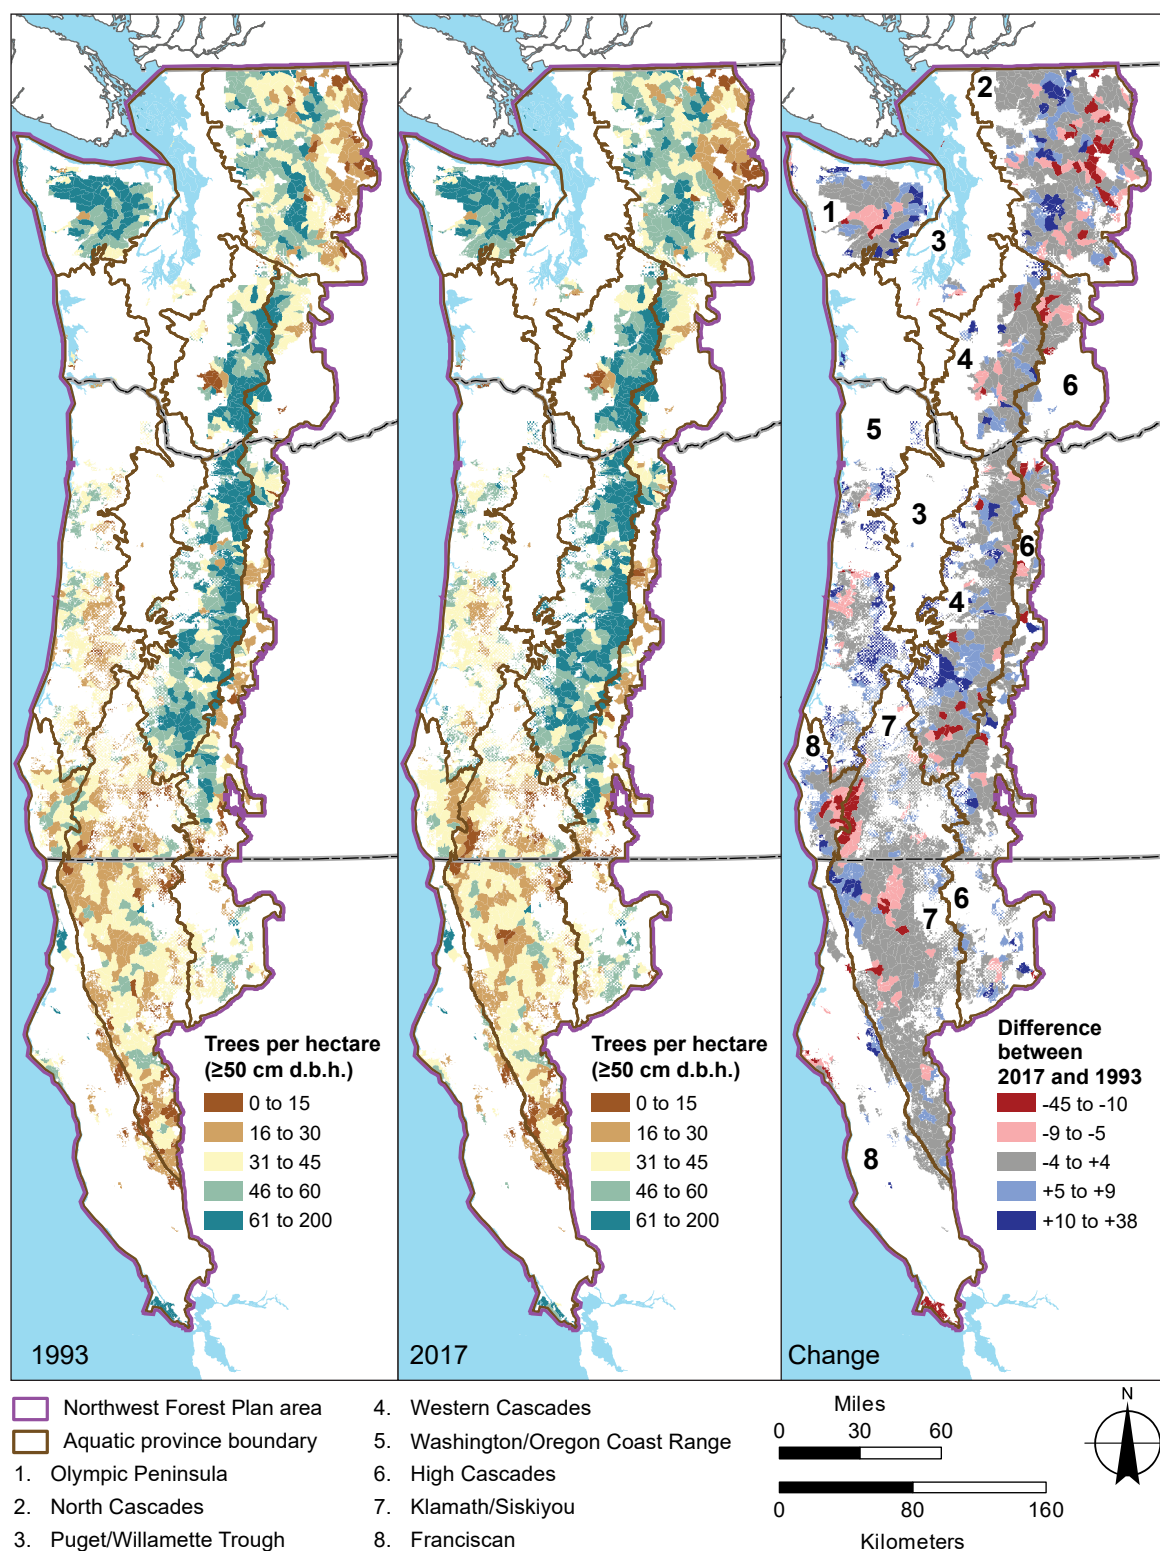 2
1
3
4
6
5
3
6
4
7
8
6
7
8
Trees per hectare
(≥50 cm d.b.h.)
0 to 15
16 to 30
31 to 45
46 to 60
61 to 200
1993
Trees per hectare
(≥50 cm d.b.h.)
0 to 15
16 to 30
31 to 45
46 to 60
61 to 200
2017
Difference
between
2017 and 1993
-45 to -10
-9 to -5
-4 to +4
+5 to +9
+10 to +38
Change
Northwest Forest Plan area
Aquatic province boundary
1. Olympic Peninsula
2. North Cascades
3. Puget/Willamette Trough
4. Western Cascades
5. Washington/Oregon Coast Range
6. High Cascades
7. Klamath/Siskiyou
8. Franciscan
Miles
0 30 60
0 80 160
Kilometers
N